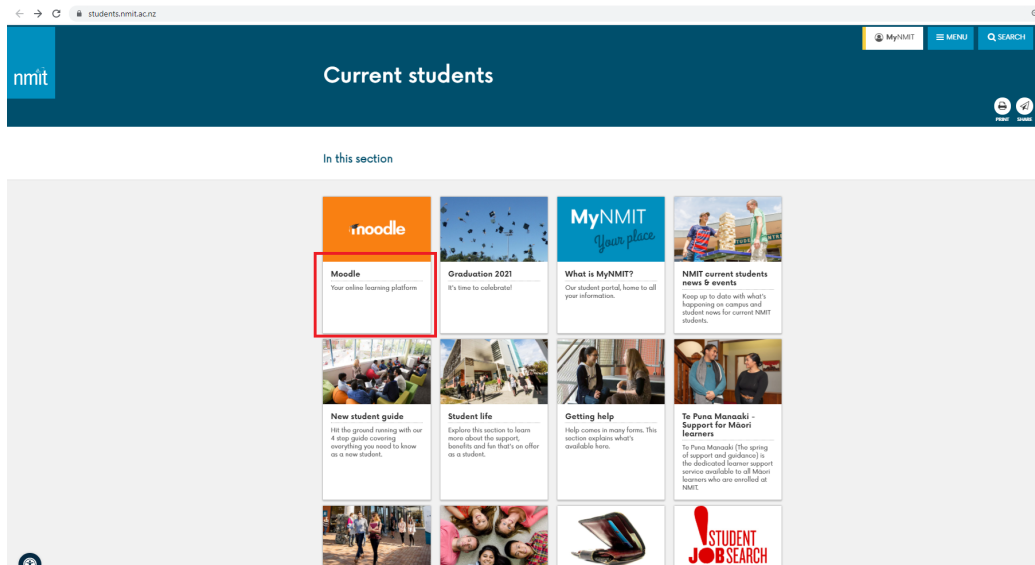 students.nmit.ac.nz
MyNMIT
MENU
SEARCH
nmit
Current students
PRINT
SHARE
In this section
moodle
Moodle
Your online learning platform
Graduation 2021
It's time to celebrate!
MyNMIT
Your place
What is MyNMIT?
Our student portal, home to all
your information.
NMIT current students
news & events
Keep up to date with what's
happening on campus and
student news for current NMIT
students.
New student guide
Hit the ground running with our
4 step guide covering
everything you need to know
as a new student.
Student life
Explore this section to learn
more about the support,
benefits and fun that's on offer
as a student.
Getting help
Help comes in many forms. This
section explains what's
available here.
Te Puna Manaaki -
Support for Māori
learners
Te Puna Manaaki (The spring
of support and guidance) is
the dedicated learner support
service available to all Māori
learners who are enrolled at
NMIT.
STUDENT
JOB SEARCH